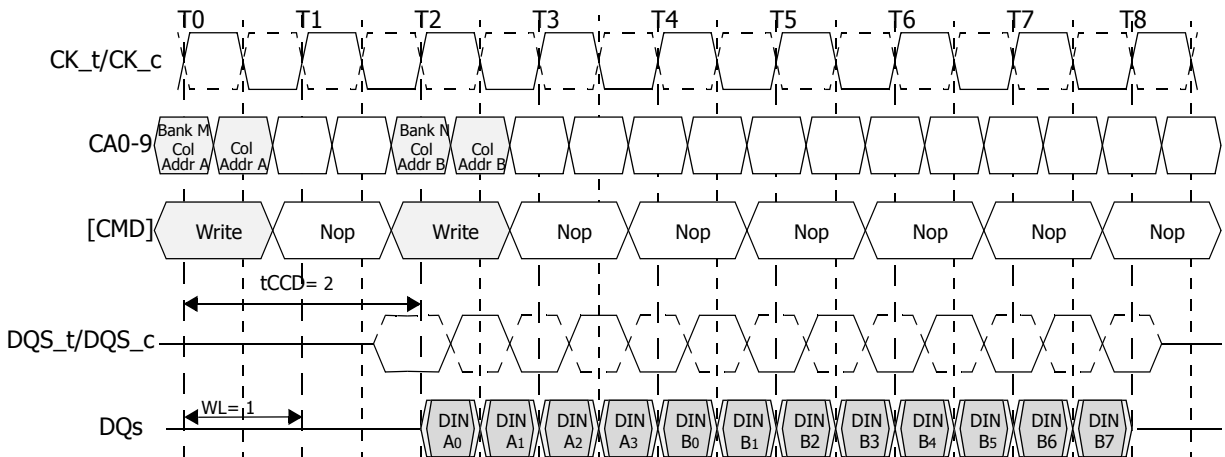 T0 T1 T2 T3 T4 T5 T6 T7 T8
CK_t/CK_c
CA0-9
Bank M
Col
Addr A
Col
Addr A
Bank N
Col
Addr B
Col
Addr B
[CMD]
Write Nop Write Nop Nop Nop Nop Nop Nop
tCCD= 2
DQS_t/DQS_c
WL= 1
DQs
DIN
A0
DIN
A1
DIN
A2
DIN
A3
DIN
B0
DIN
B1
DIN
B2
DIN
B3
DIN
B4
DIN
B5
DIN
B6
DIN
B7